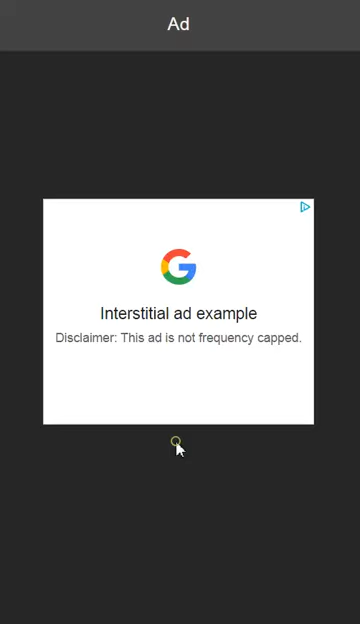 Ad
Interstitial ad example
Disclaimer: This ad is not frequency capped.